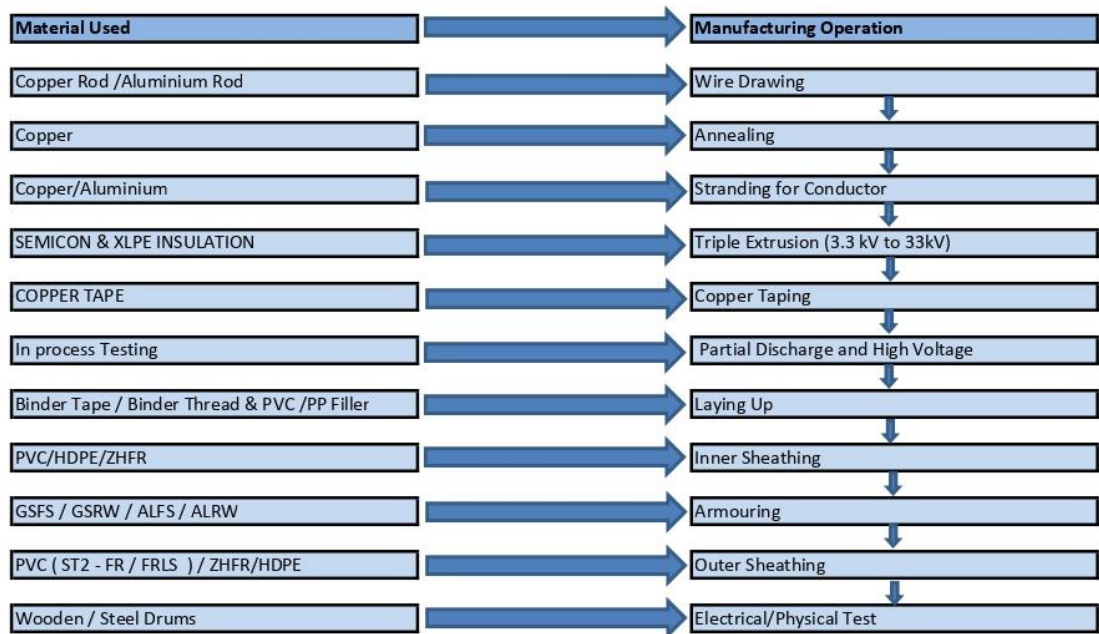 Material Used
Manufacturing Operation
Copper Rod /Aluminium Rod
Wire Drawing
Copper
Annealing
Copper/Aluminium
Stranding for Conductor
SEMICON & XLPE INSULATION
Triple Extrusion (3.3 kV to 33kV)
COPPER TAPE
Copper Taping
In process Testing
Partial Discharge and High Voltage
Binder Tape / Binder Thread & PVC /PP Filler
Laying Up
PVC/HDPE/ZHFR
Inner Sheathing
GSFS / GSRW / ALFS / ALRW
Armouring
PVC ( ST2 - FR / FRLS ) / ZHFR/HDPE
Outer Sheathing
Wooden / Steel Drums
Electrical/Physical Test